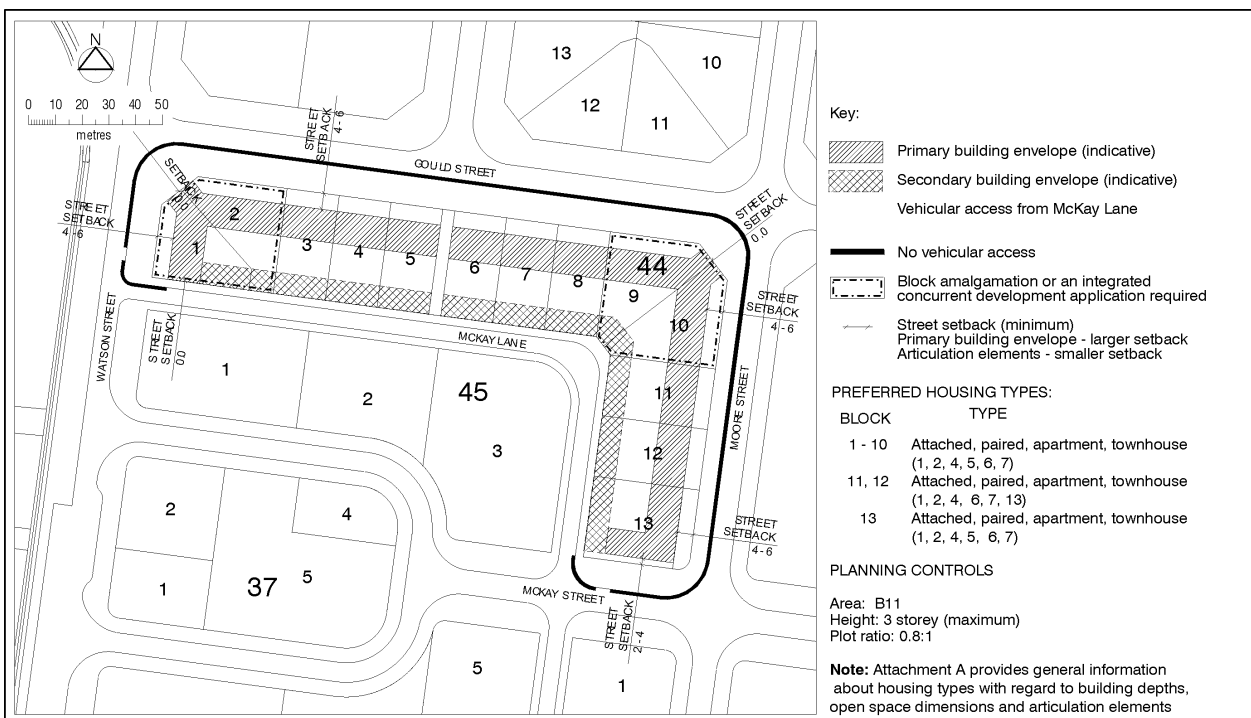 N
0 10 20 30 40 50
metres
13
10
12
11
STREET
SETBACK
4 - 6
GOULD STREET
SETBACK
0.0
STREET
SETBACK
4 - 6
STREET
SETBACK
0.0
2
1
3
4
5
6
7
8
44
9
10
STREET
SETBACK
4 - 6
WATSON STREET
STREET
SETBACK
0.0
MCKAY LANE
1
2
45
3
11
12
13
MOORE STREET
STREET
SETBACK
4 - 6
2
4
1
37
5
MCKAY STREET
STREET
SETBACK
2 - 4
5
1
Key:
Primary building envelope (indicative)
Secondary building envelope (indicative)
Vehicular access from McKay Lane
No vehicular access
Block amalgamation or an integrated
concurrent development application required
Street setback (minimum)
Primary building envelope - larger setback
Articulation elements - smaller setback
PREFERRED HOUSING TYPES:
BLOCK TYPE
1 - 10 Attached, paired, apartment, townhouse
(1, 2, 4, 5, 6, 7)
11, 12 Attached, paired, apartment, townhouse
(1, 2, 4, 6, 7, 13)
13 Attached, paired, apartment, townhouse
(1, 2, 4, 5, 6, 7)
PLANNING CONTROLS
Area: B11
Height: 3 storey (maximum)
Plot ratio: 0.8:1
Note: Attachment A provides general information
about housing types with regard to building depths,
open space dimensions and articulation elements